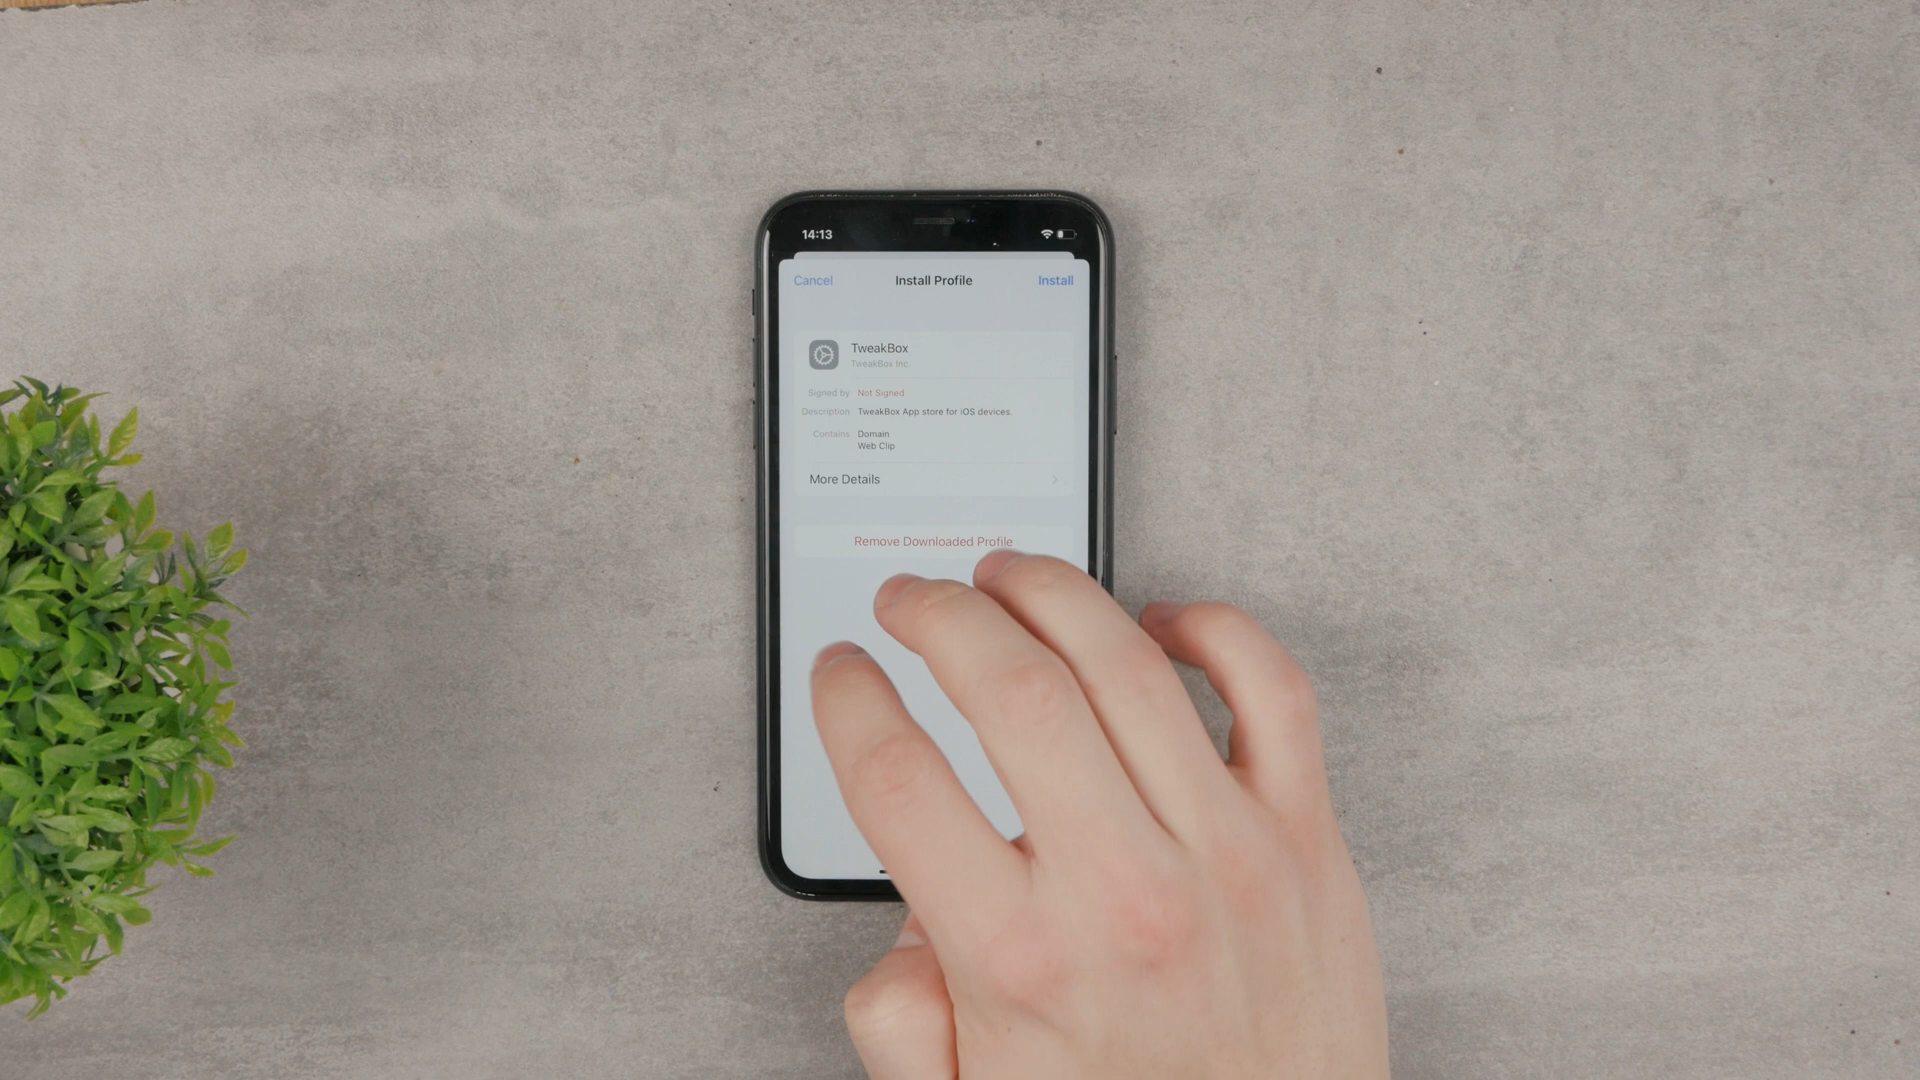 14:13
Cancel Install Profile Install
TweakBox
TweakBox Inc.
Signed by Not Signed
Description TweakBox App store for iOS devices.
Contains Domain
Web Clip
More Details
Remove Downloaded Profile